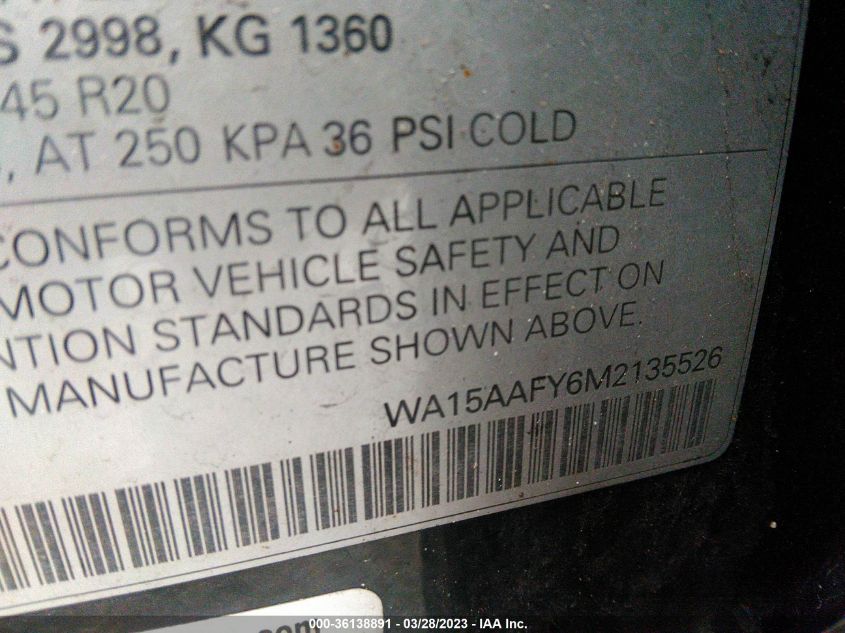 S 2998, KG 1360
45 R20
, AT 250 KPA 36 PSI COLD
CONFORMS TO ALL APPLICABLE
MOTOR VEHICLE SAFETY AND
NTION STANDARDS IN EFFECT ON
MANUFACTURE SHOWN ABOVE.
WA15AAFY6M2135526
.com
000-36138891 - 03/28/2023 - IAA Inc.